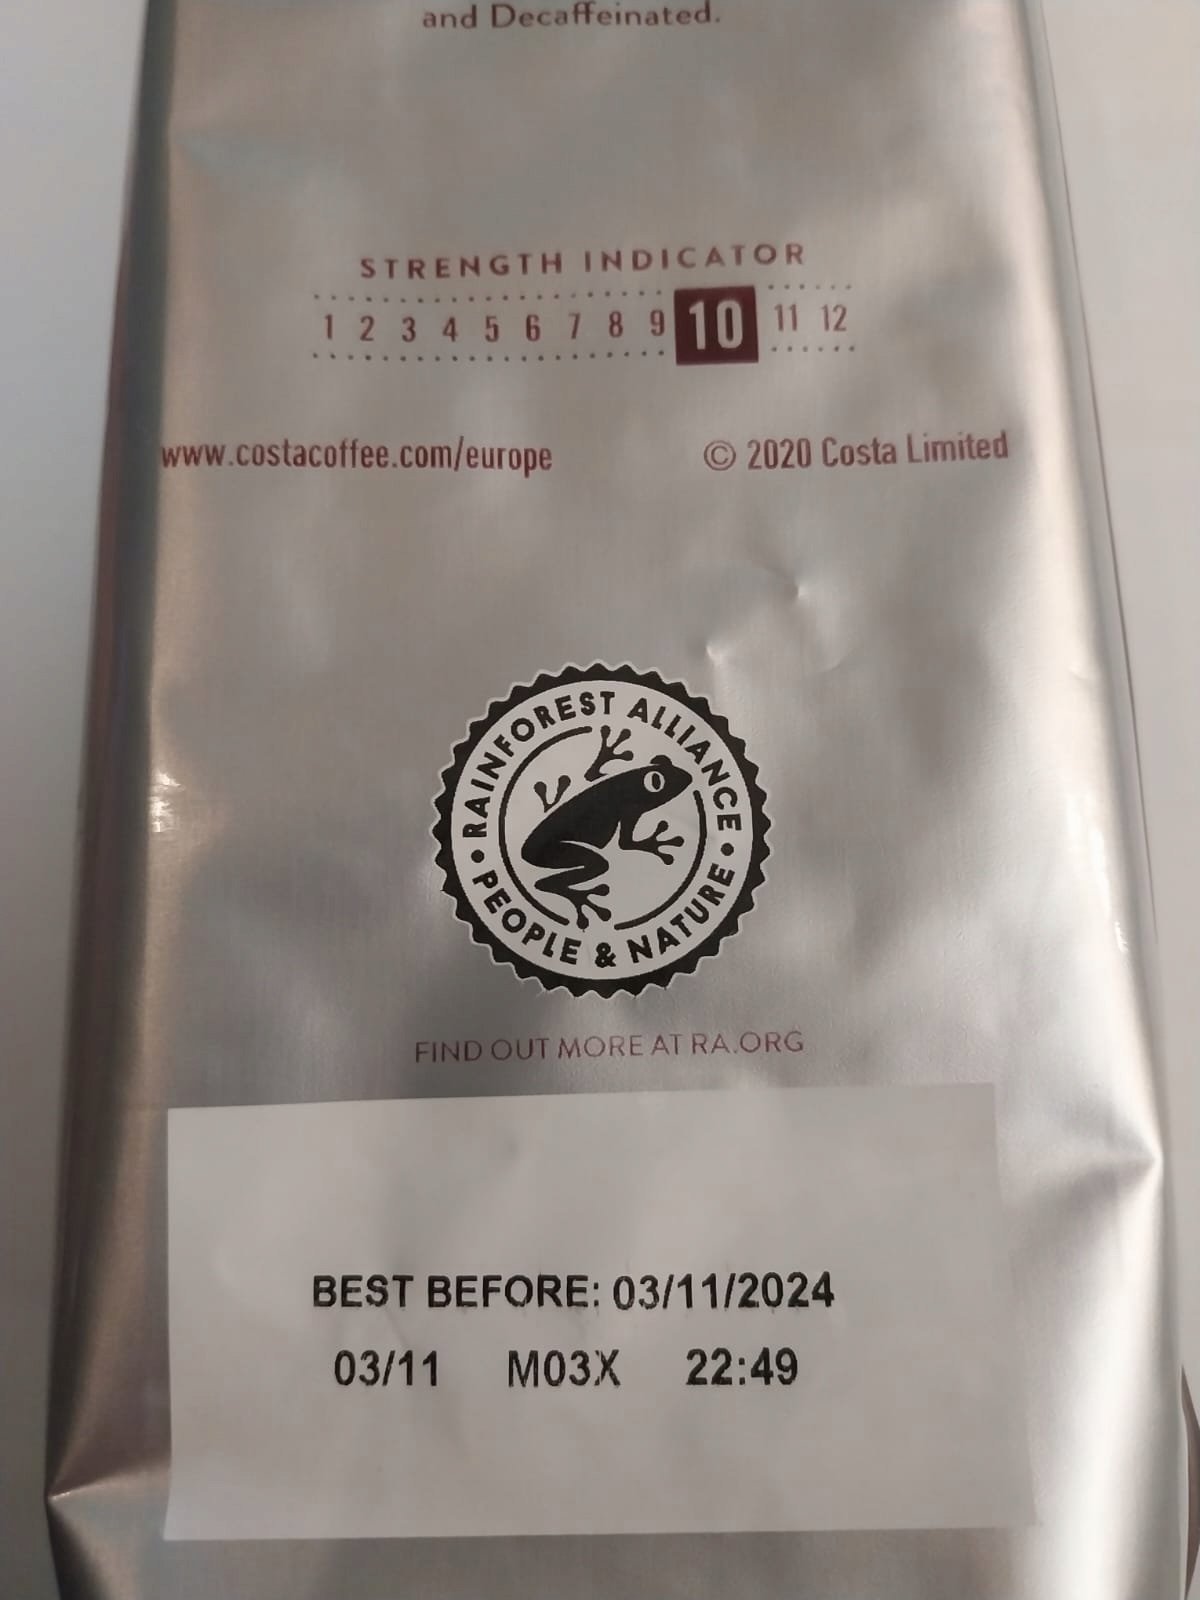 and Decaffeinated.
STRENGTH INDICATOR
1 2 3 4 5 6 7 8 9 10 11 12
www.costacoffee.com/europe © 2020 Costa Limited
RAINFOREST ALLIANCE
• PEOPLE & NATURE •
FIND OUT MORE AT RA.ORG
BEST BEFORE: 03/11/2024
03/11 M03X 22:49